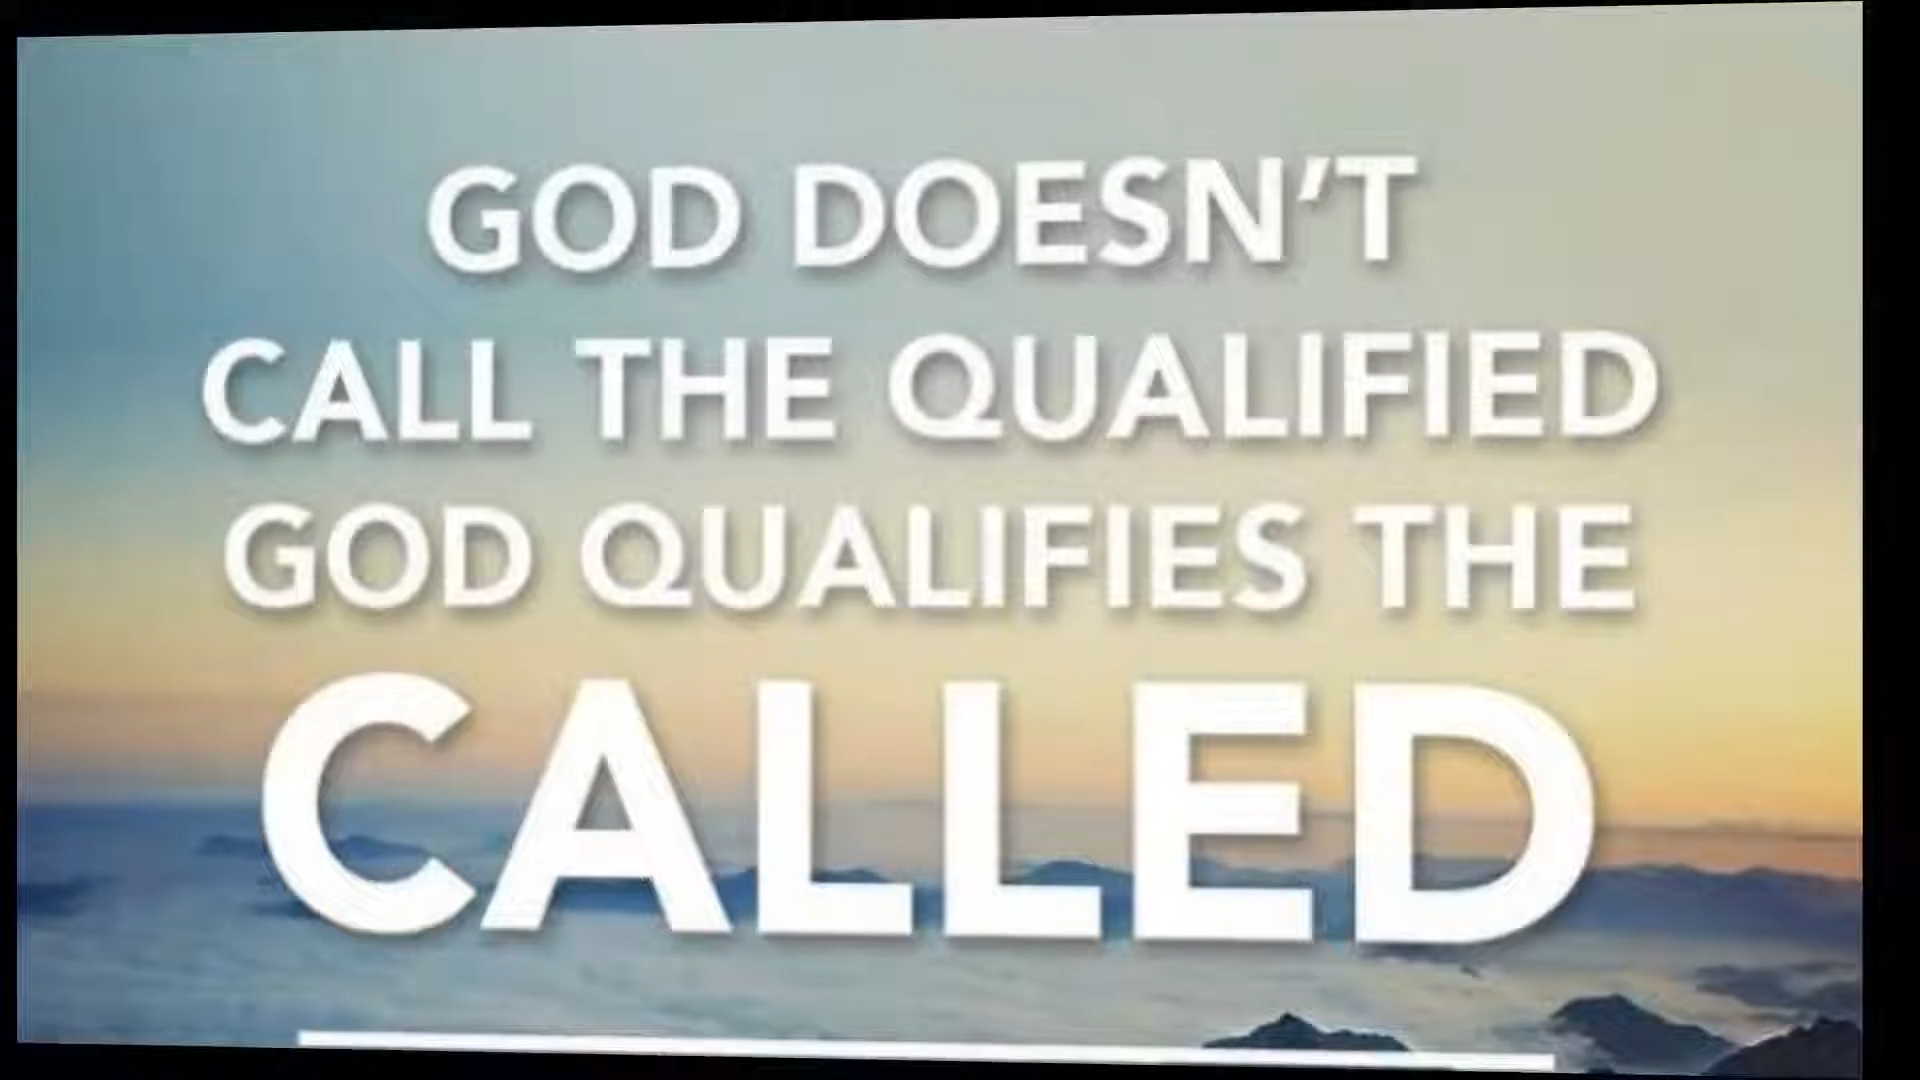 GOD DOESN'T
CALL THE QUALIFIED
GOD QUALIFIES THE
CALLED